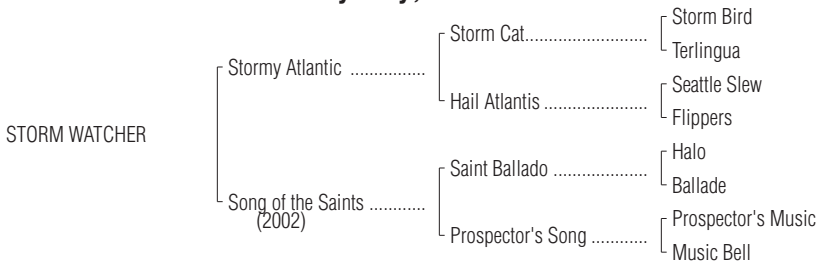 Storm Bird
Storm Cat..........................
Terlingua
Stormy Atlantic ................
Seattle Slew
Hail Atlantis ......................
Flippers
STORM WATCHER
Halo
Saint Ballado ....................
Ballade
Song of the Saints ............
(2002)
Prospector's Music
Prospector's Song ............
Music Bell